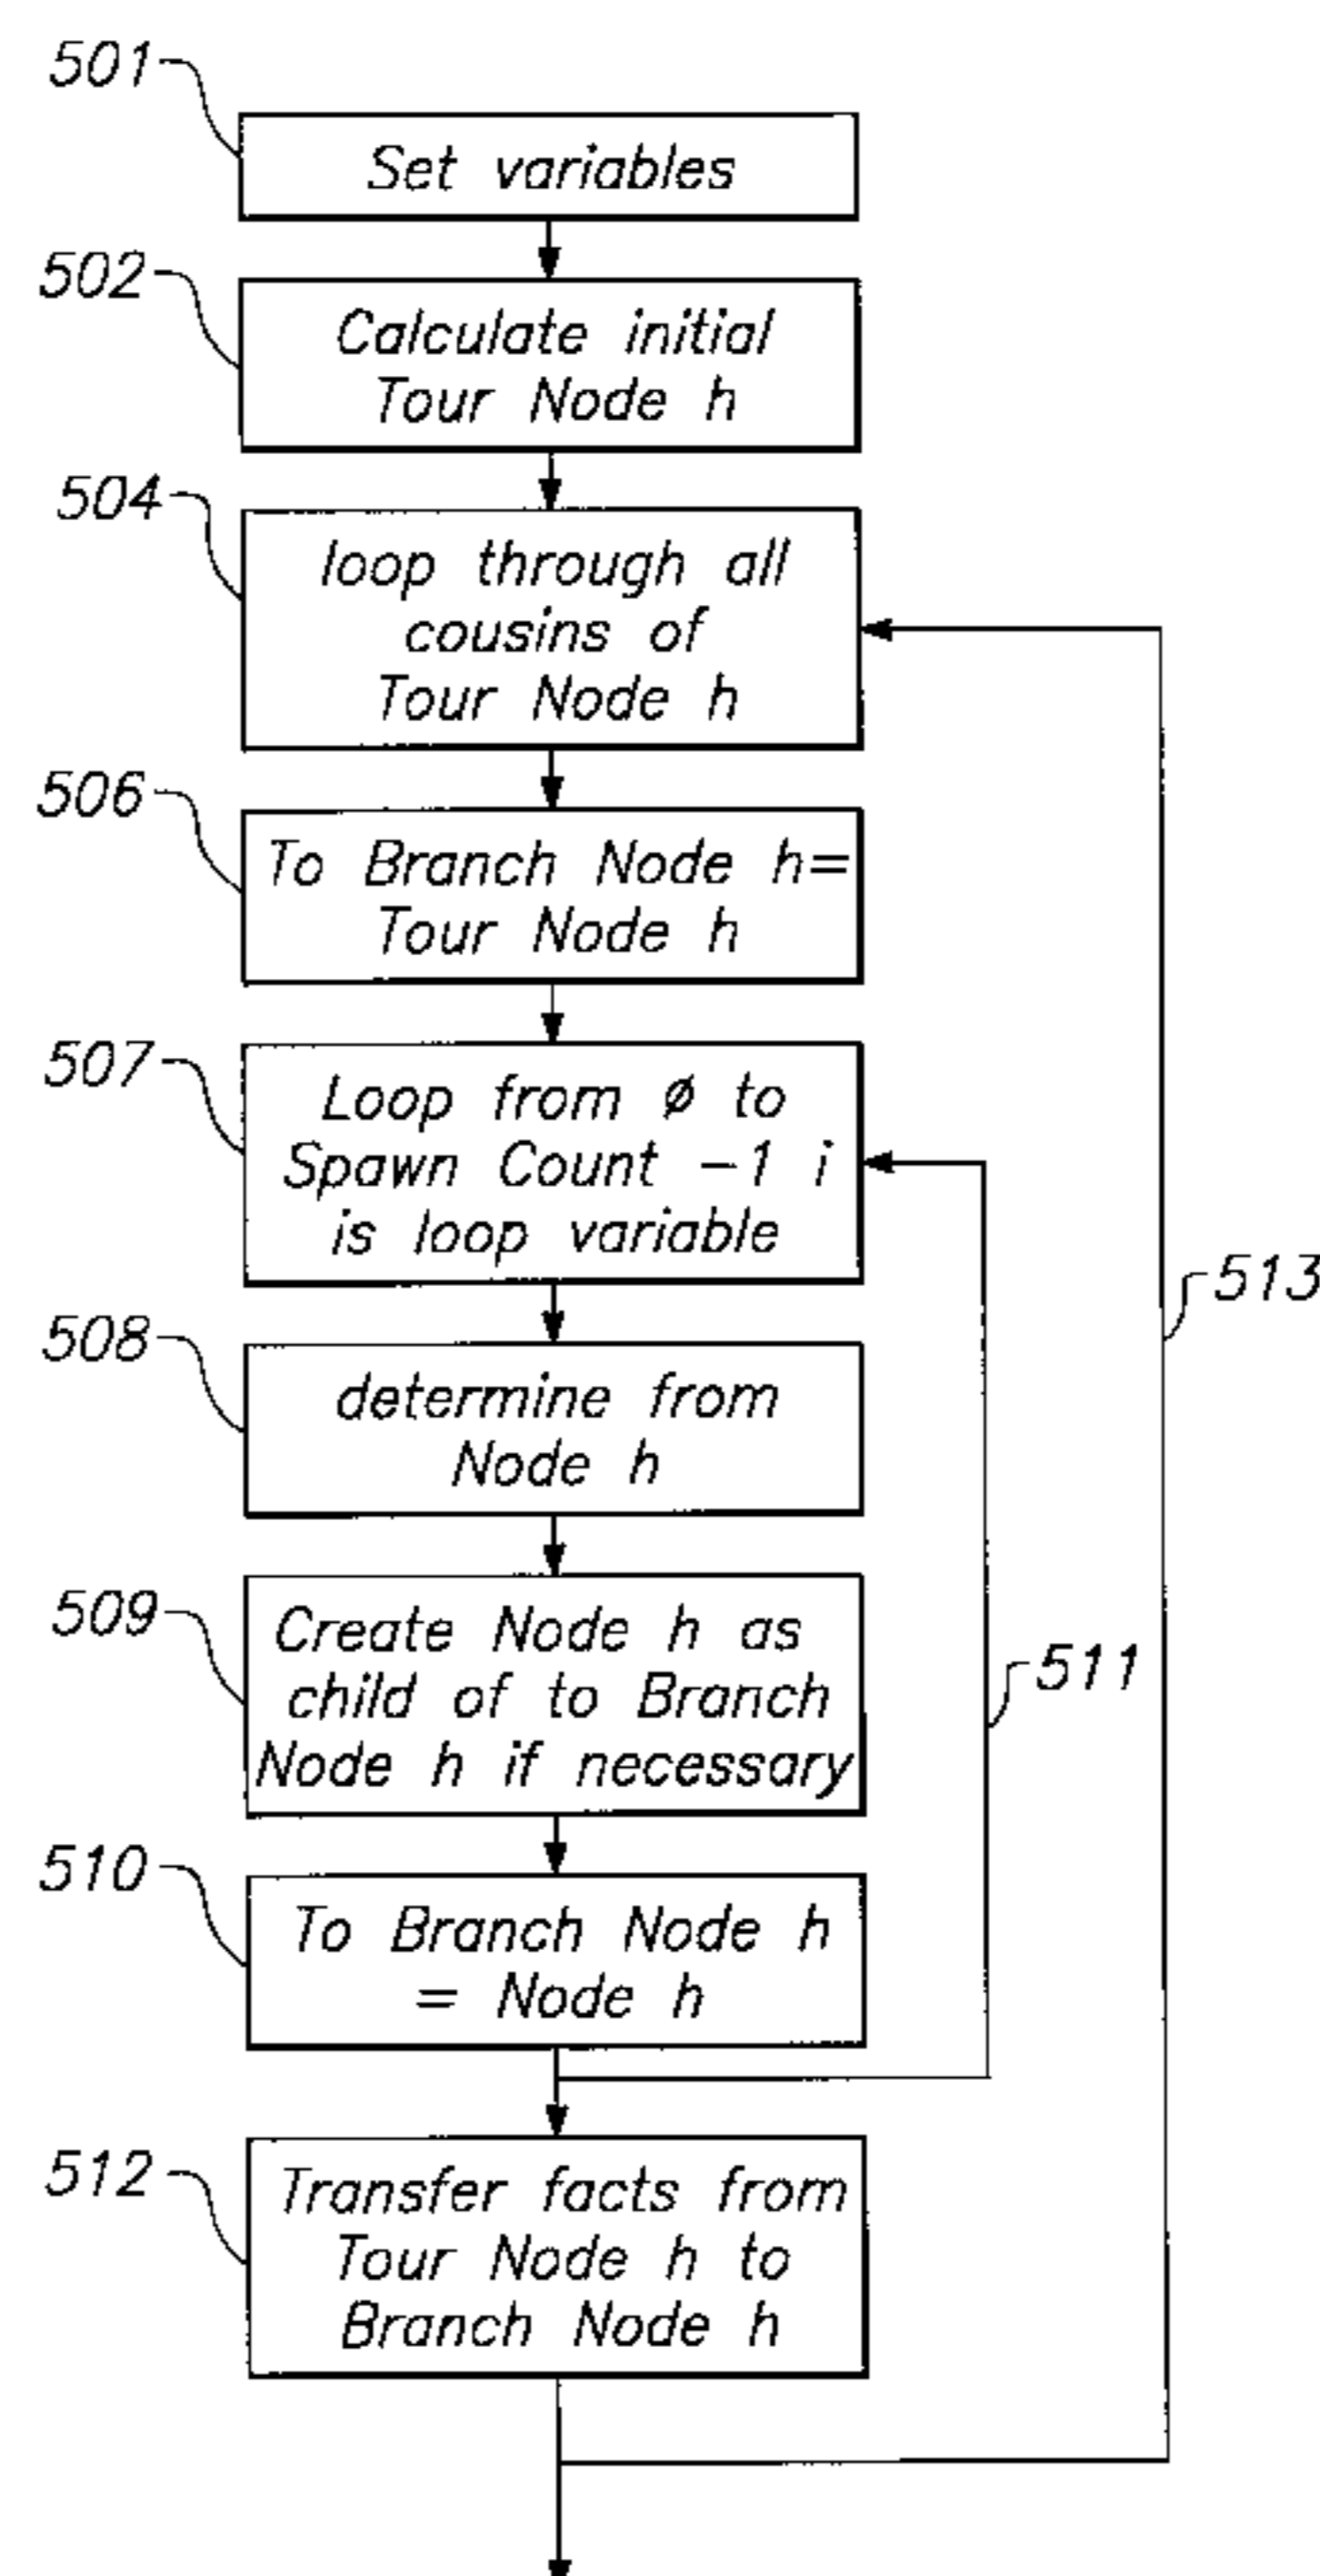 501
Set variables
502
Calculate initial
Tour Node h
504
loop through all
cousins of
Tour Node h
506
To Branch Node h=
Tour Node h
507
Loop from ø to
Spawn Count -1 i
is loop variable
513
508
determine from
Node h
509
Create Node h as
child of to Branch
Node h if necessary
511
510
To Branch Node h
= Node h
512
Transfer facts from
Tour Node h to
Branch Node h